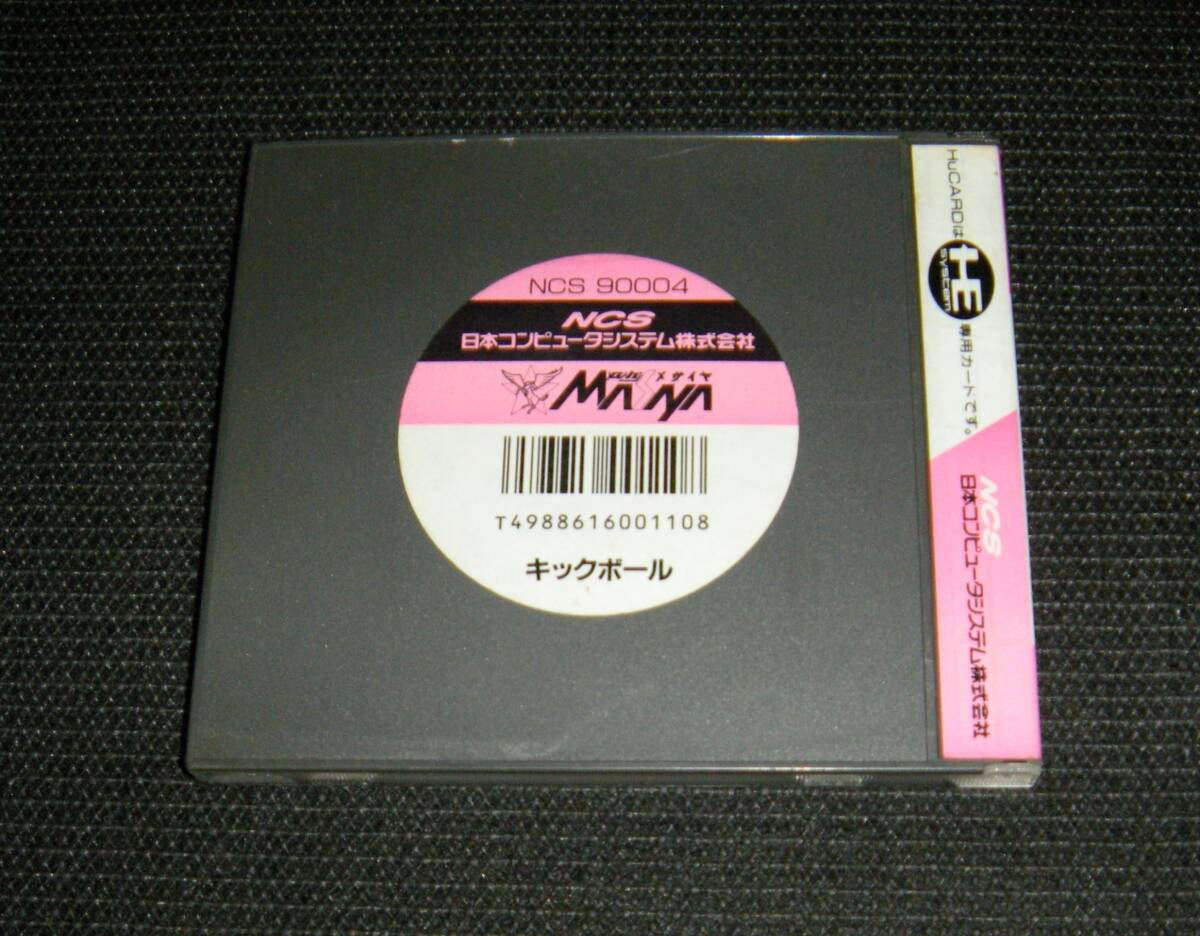 NCS 90004
NCS
日本コンピュータシステム株式会社
メサイヤ
MASAYA
T4988616001108
キックボール
HuCARDは
HE
system
専用カードです。
NCS
日本コンピュータシステム株式会社